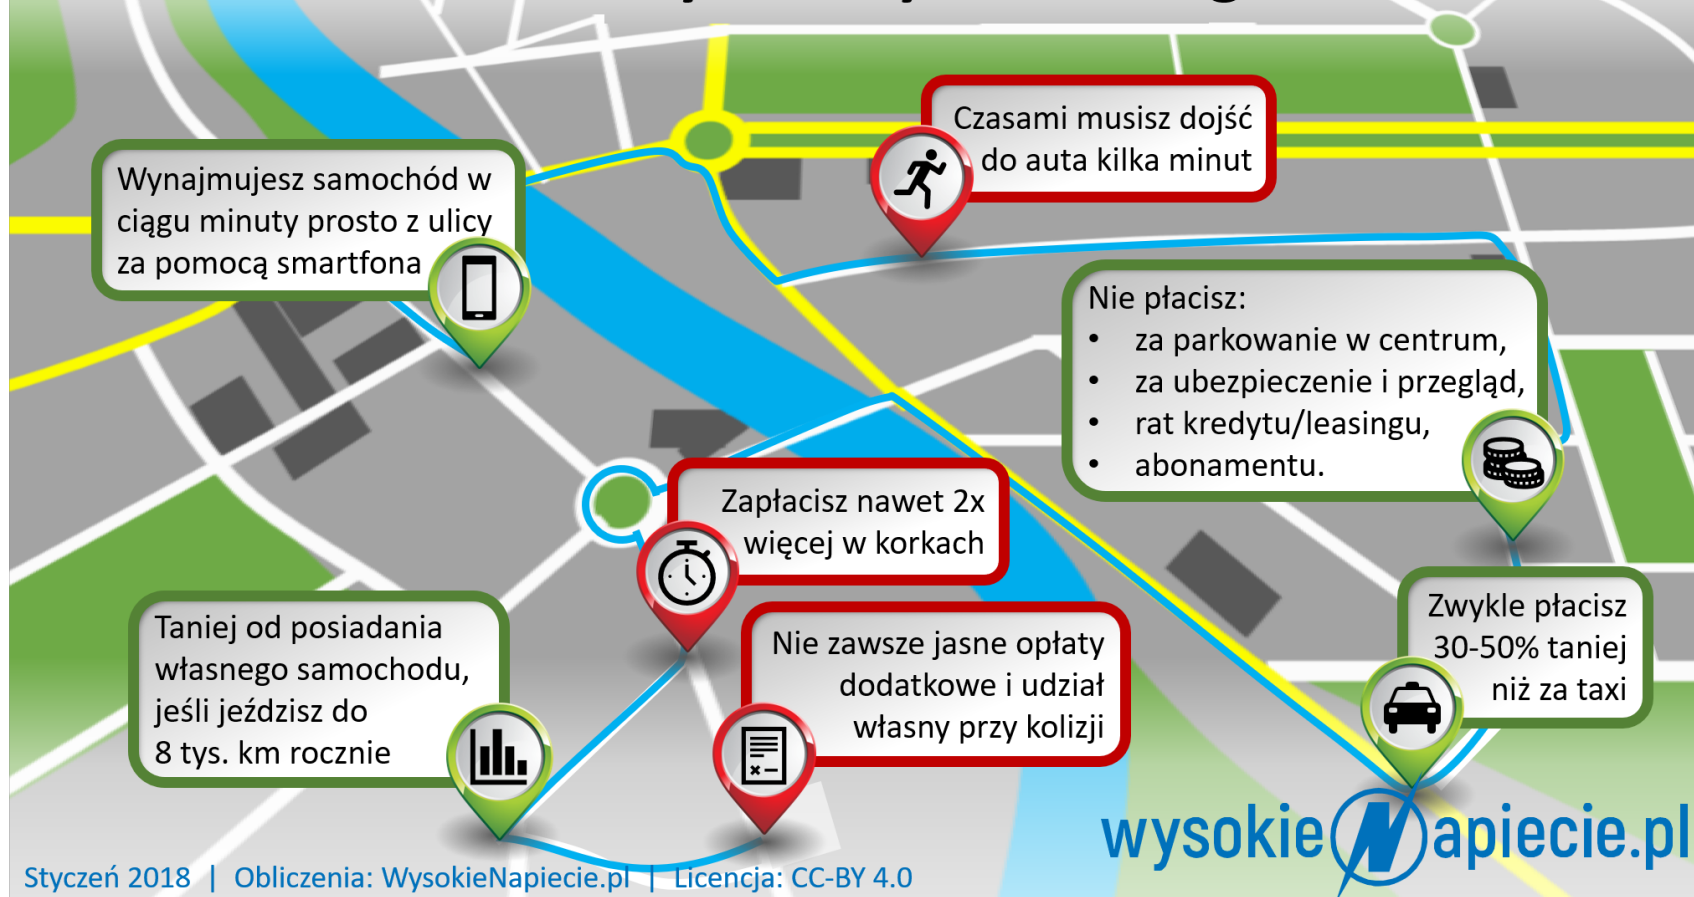 Czasami musisz dojść
do auta kilka minut
Wynajmujesz samochód w
ciągu minuty prosto z ulicy
za pomocą smartfona
Nie płacisz:
• za parkowanie w centrum,
• za ubezpieczenie i przegląd,
• rat kredytu/leasingu,
• abonamentu.
Zapłacisz nawet 2x
więcej w korkach
Zwykle płacisz
30-50% taniej
niż za taxi
Taniej od posiadania
własnego samochodu,
jeśli jeździsz do
8 tys. km rocznie
Nie zawsze jasne opłaty
dodatkowe i udział
własny przy kolizji
wysokieNapiecie.pl
Styczeń 2018 | Obliczenia: WysokieNapiecie.pl | Licencja: CC-BY 4.0